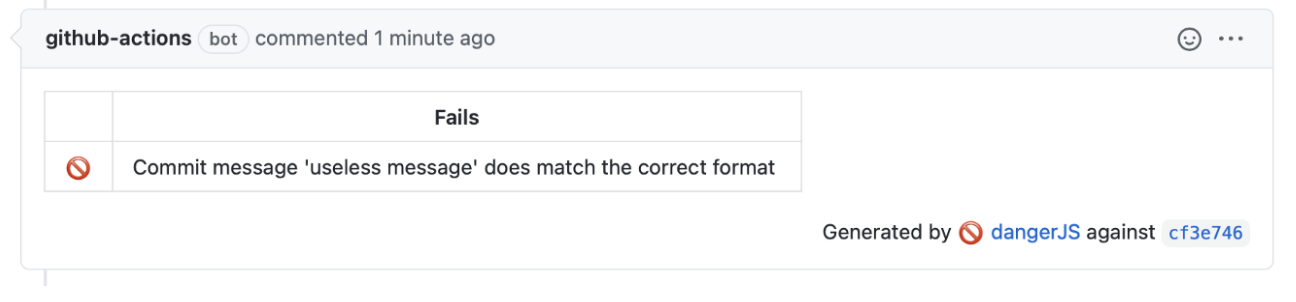 github-actions bot commented 1 minute ago
Fails
Commit message 'useless message' does match the correct format
Generated by dangerJS against cf3e746